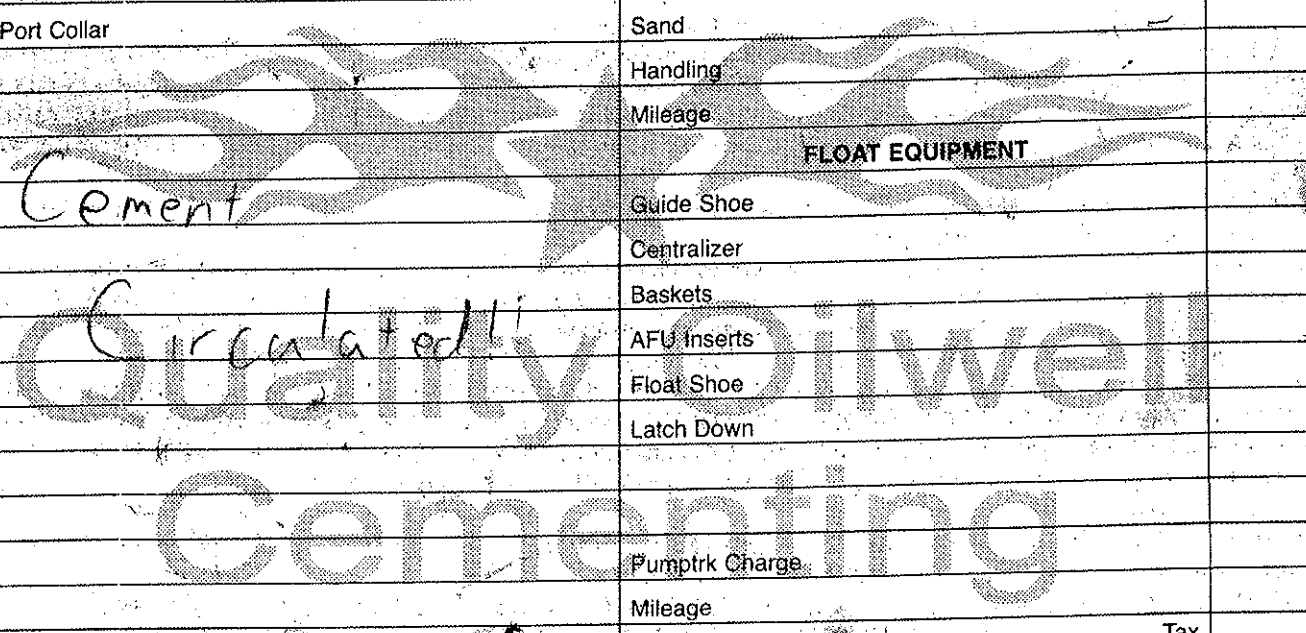 Port Collar
Sand
Handling
Mileage
FLOAT EQUIPMENT
Cement
Guide Shoe
Centralizer
Baskets
Circulated!!
AFU Inserts
Float Shoe
Latch Down
Quality Oilwell
Cementing
Pumptrk Charge
Mileage
Tax